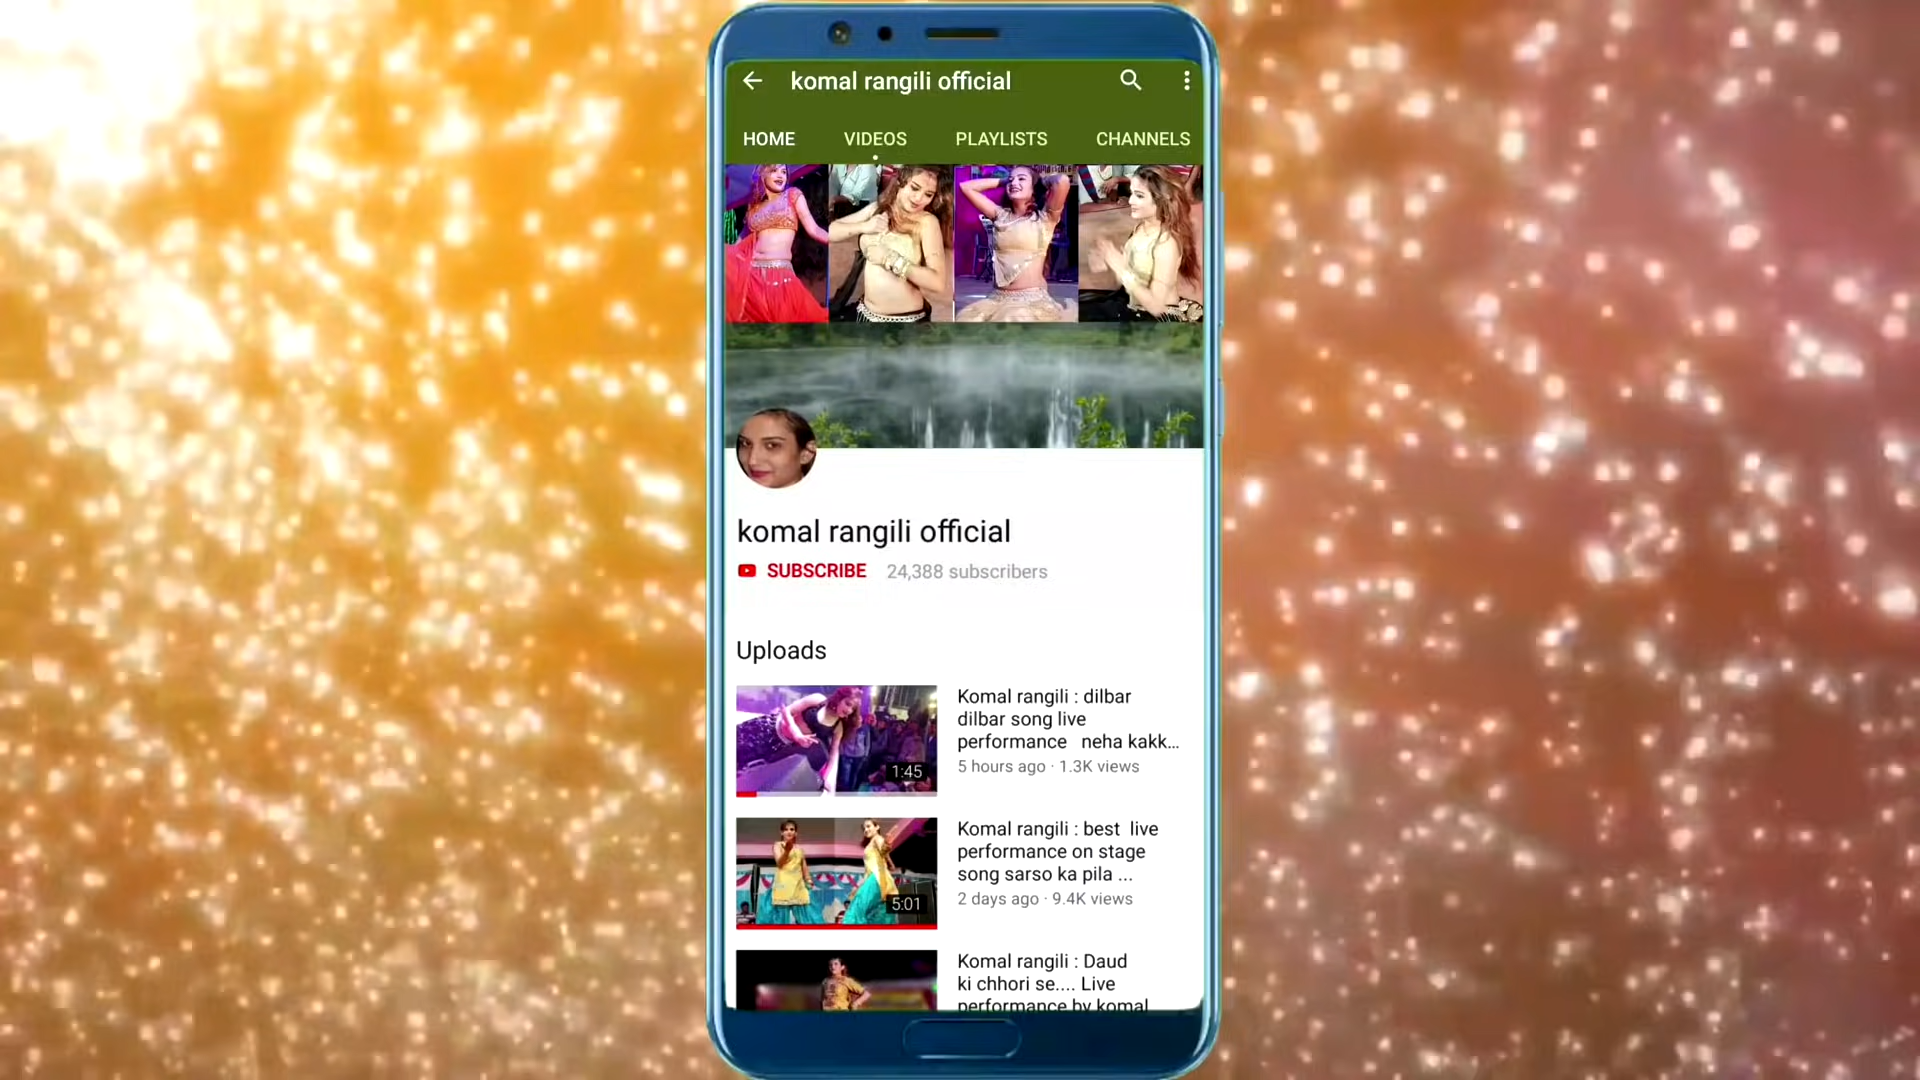 komal rangili official
HOME VIDEOS PLAYLISTS CHANNELS
komal rangili official
SUBSCRIBE 24,388 subscribers
Uploads
1:45
Komal rangili : dilbar
dilbar song live
performance neha kakk...
5 hours ago · 1.3K views
5:01
Komal rangili : best live
performance on stage
song sarso ka pila ...
2 days ago · 9.4K views
Komal rangili : Daud
ki chhori se.... Live
performance by komal